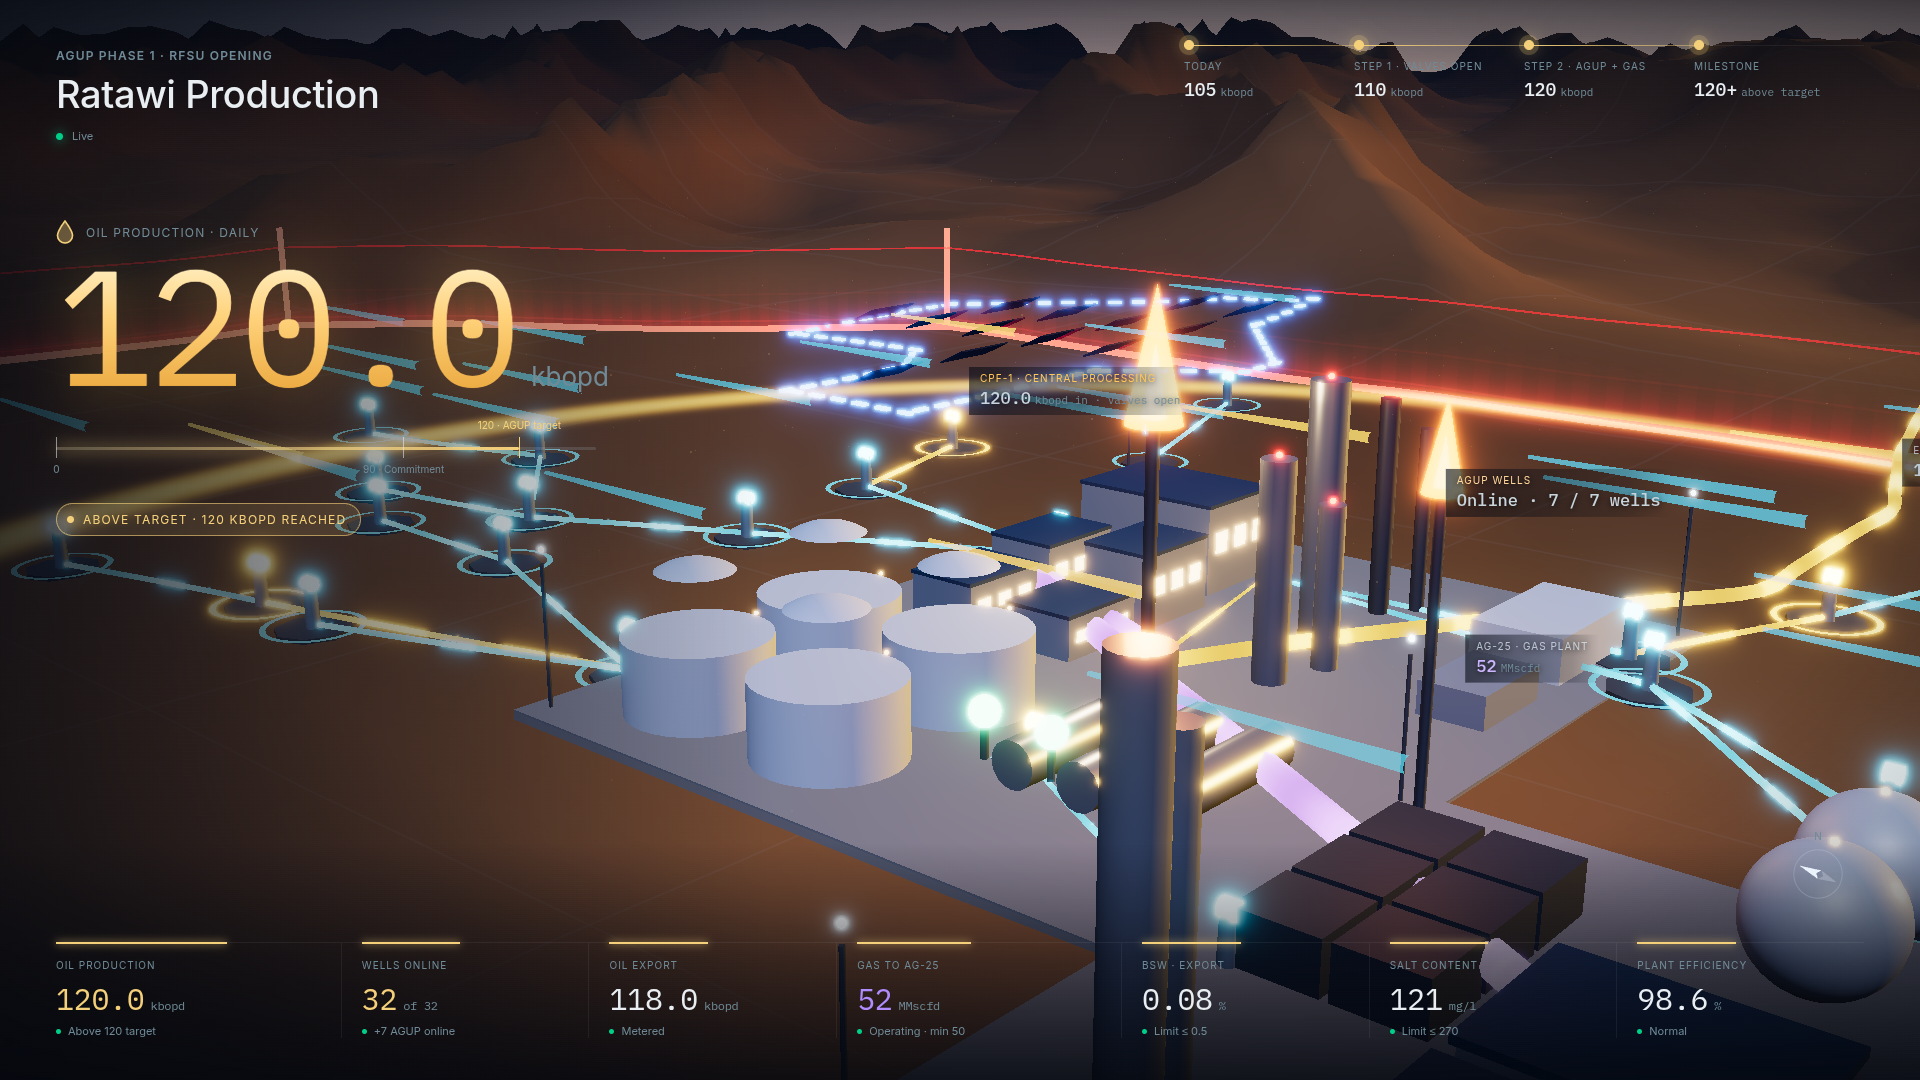 AGUP PHASE 1 · RFSU OPENING
Ratawi Production
Live
TODAY
105 kbopd
STEP 1 · VALVES OPEN
110 kbopd
STEP 2 · AGUP + GAS
120 kbopd
MILESTONE
120+ above target
OIL PRODUCTION · DAILY
120.0 kbopd
120 · AGUP target
0
90 · Commitment
ABOVE TARGET · 120 KBOPD REACHED
CPF-1 · CENTRAL PROCESSING
120.0 kbopd in · valves open
AGUP WELLS
Online · 7 / 7 wells
AG-25 · GAS PLANT
52 MMscfd
N
OIL PRODUCTION
120.0 kbopd
Above 120 target
WELLS ONLINE
32 of 32
+7 AGUP online
OIL EXPORT
118.0 kbopd
Metered
GAS TO AG-25
52 MMscfd
Operating · min 50
BSW · EXPORT
0.08 %
Limit ≤ 0.5
SALT CONTENT
121 mg/l
Limit ≤ 270
PLANT EFFICIENCY
98.6 %
Normal